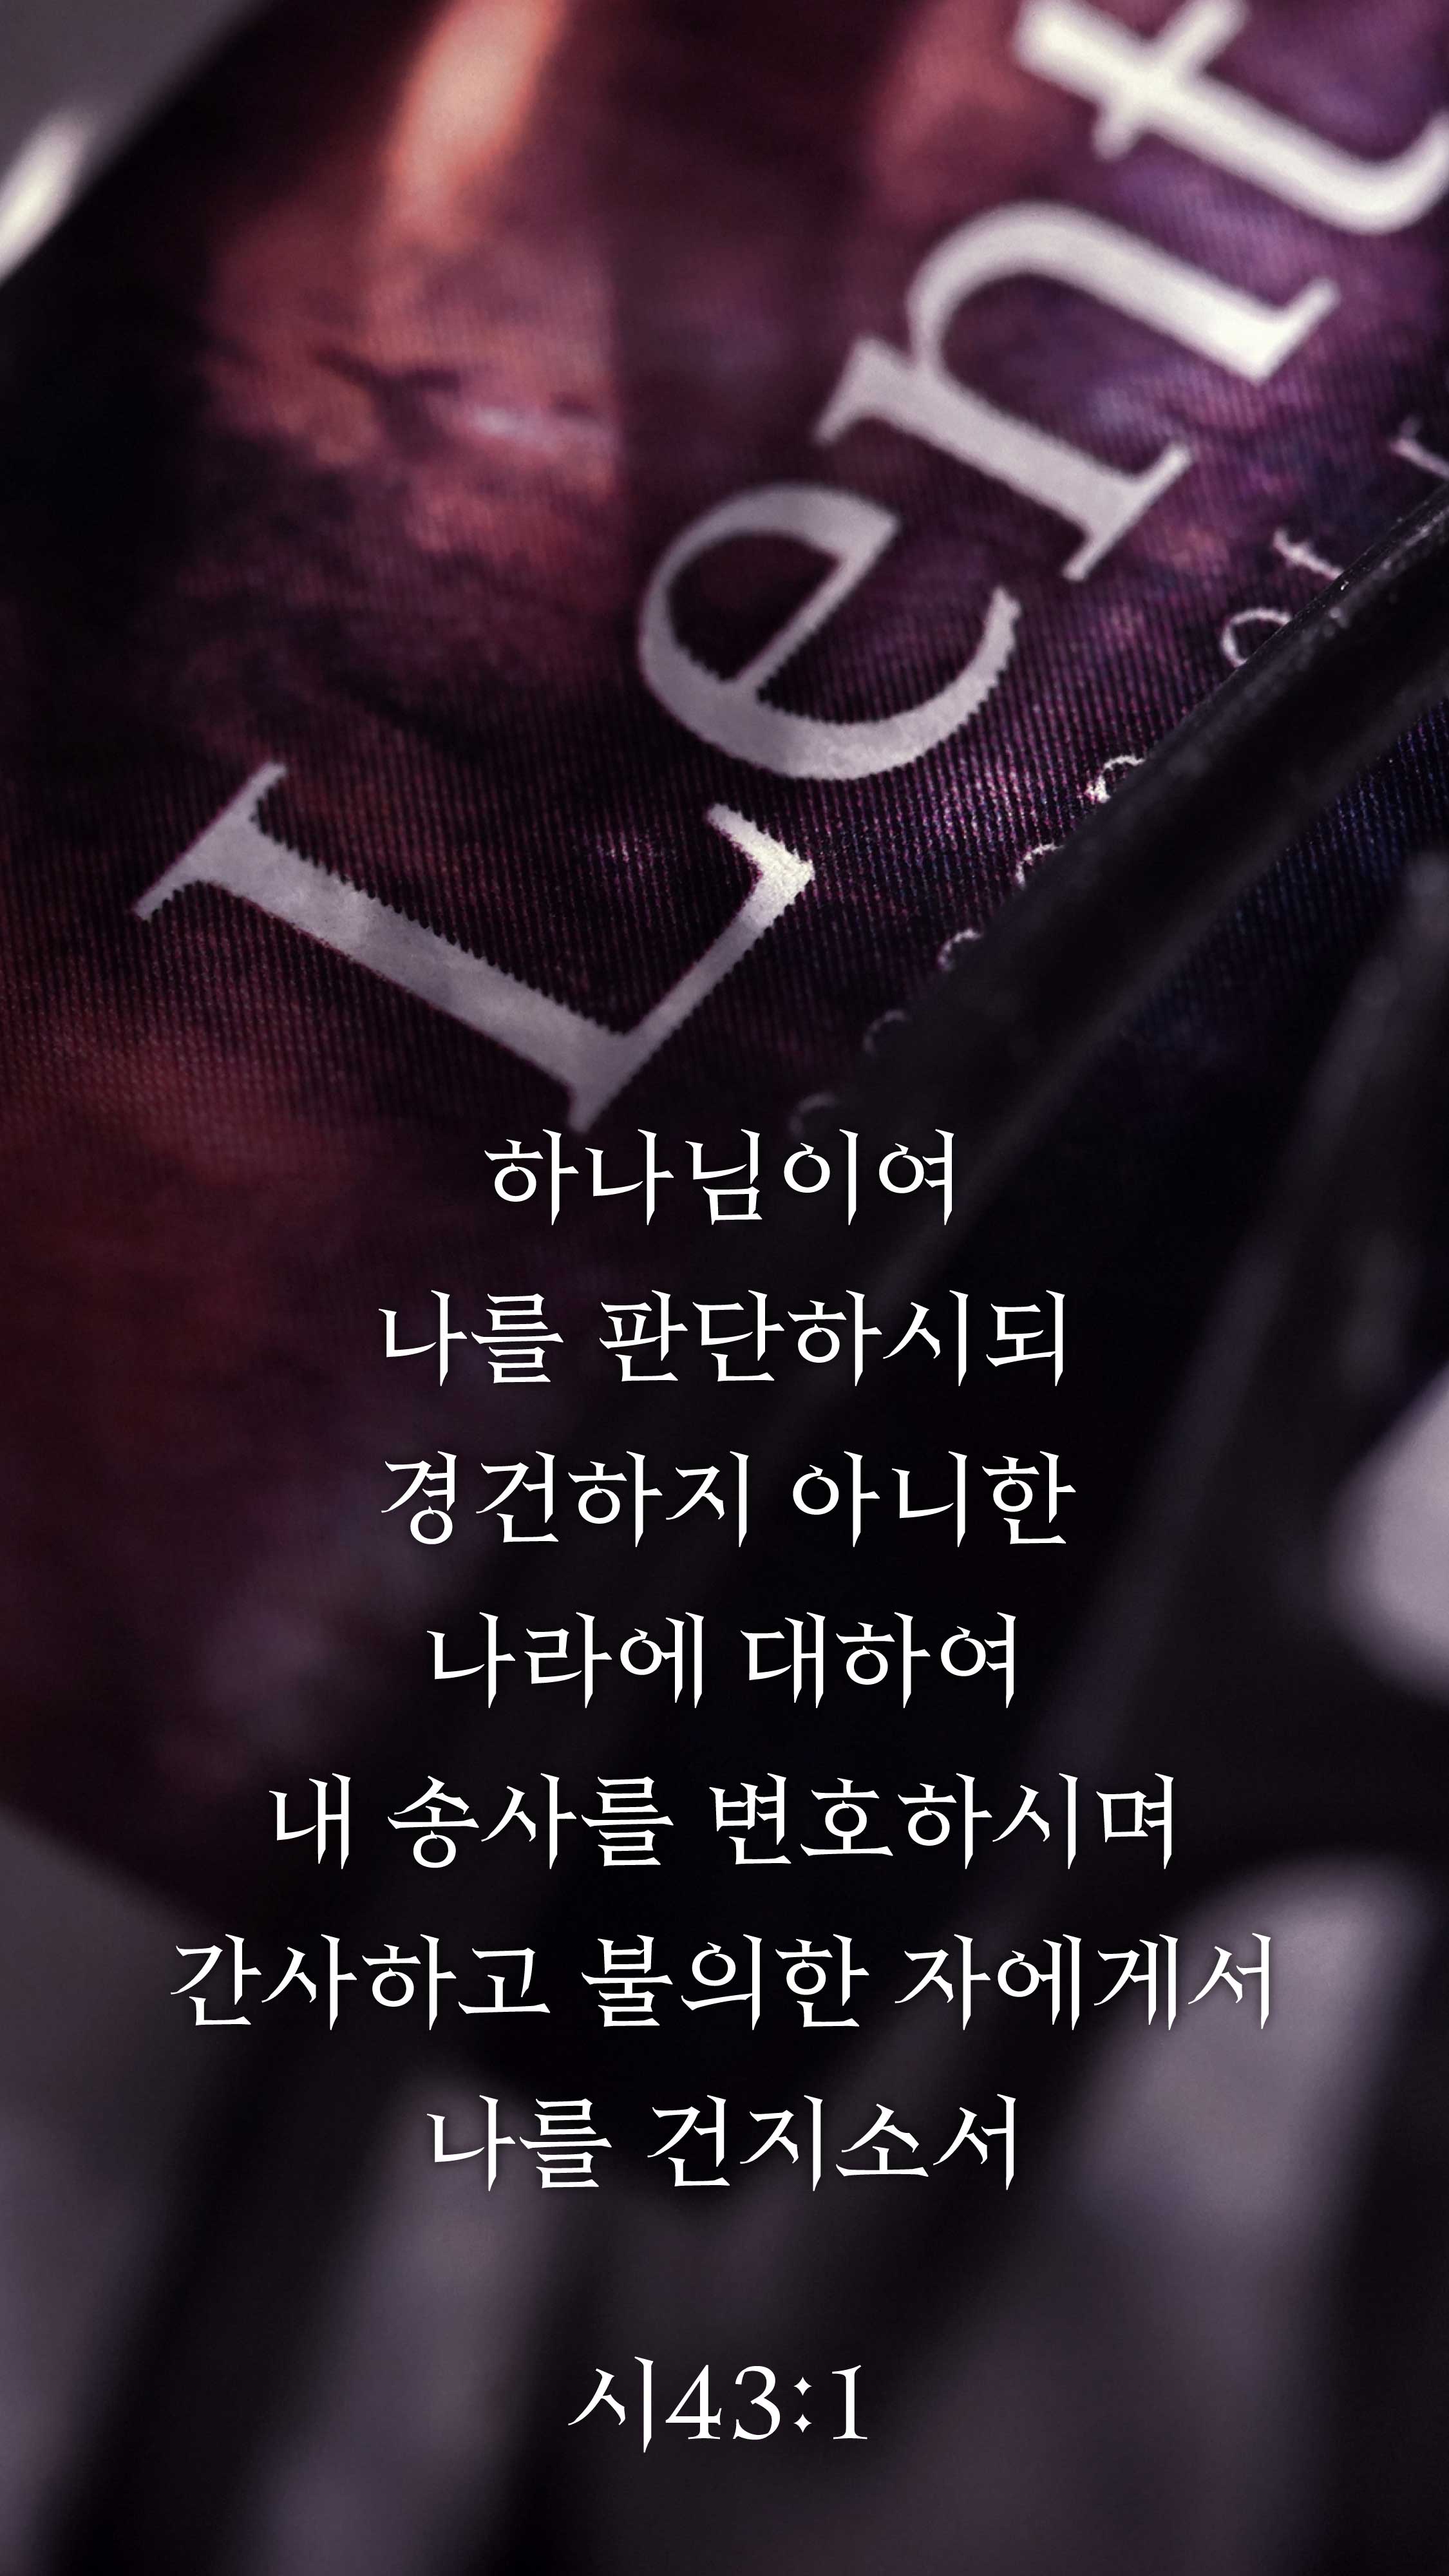 Lent
하나님이여
나를 판단하시되
경건하지 아니한
나라에 대하여
내 송사를 변호하시며
간사하고 불의한 자에게서
나를 건지소서
시43:1